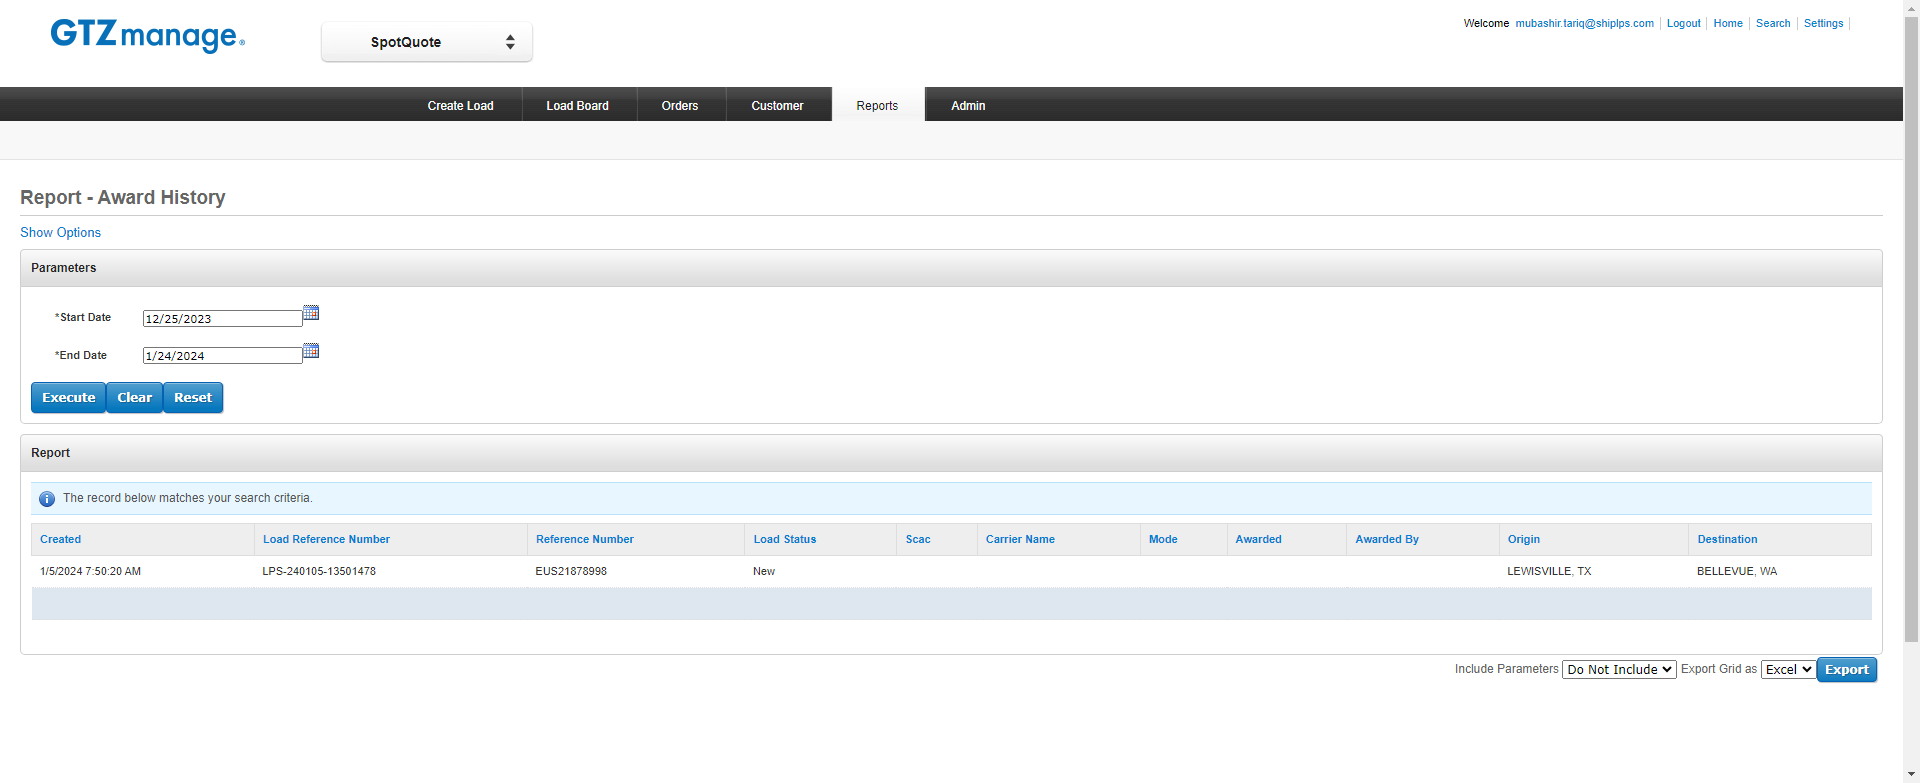 GTZmanage®
SpotQuote
Welcome mubashir.tariq@shiplps.com Logout Home Search Settings
Create Load Load Board Orders Customer Reports Admin
Report - Award History
Show Options
Parameters
*Start Date 12/25/2023
*End Date 1/24/2024
Execute Clear Reset
Report
The record below matches your search criteria.
Created Load Reference Number Reference Number Load Status Scac Carrier Name Mode Awarded Awarded By Origin Destination
1/5/2024 7:50:20 AM LPS-240105-13501478 EUS21878998 New LEWISVILLE, TX BELLEVUE, WA
Include Parameters Do Not Include Export Grid as Excel Export